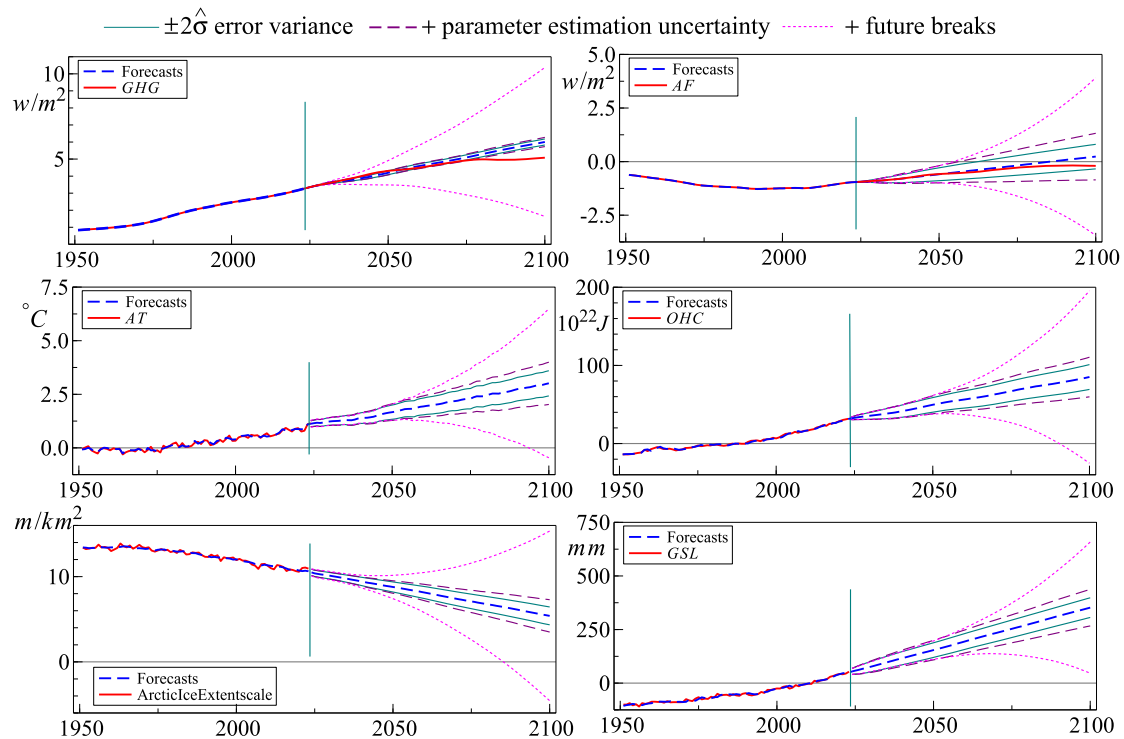 ±2σ̂ error variance + parameter estimation uncertainty + future breaks
10
w/m²
5
Forecasts
GHG
1950 2000 2050 2100
5.0
w/m²
2.5
0.0
-2.5
Forecasts
AF
1950 2000 2050 2100
7.5
°C
5.0
2.5
0.0
Forecasts
AT
1950 2000 2050 2100
200
10²²J
100
0
Forecasts
OHC
1950 2000 2050 2100
m/km²
10
0
Forecasts
ArcticIceExtentscale
1950 2000 2050 2100
750
mm
500
250
0
Forecasts
GSL
1950 2000 2050 2100